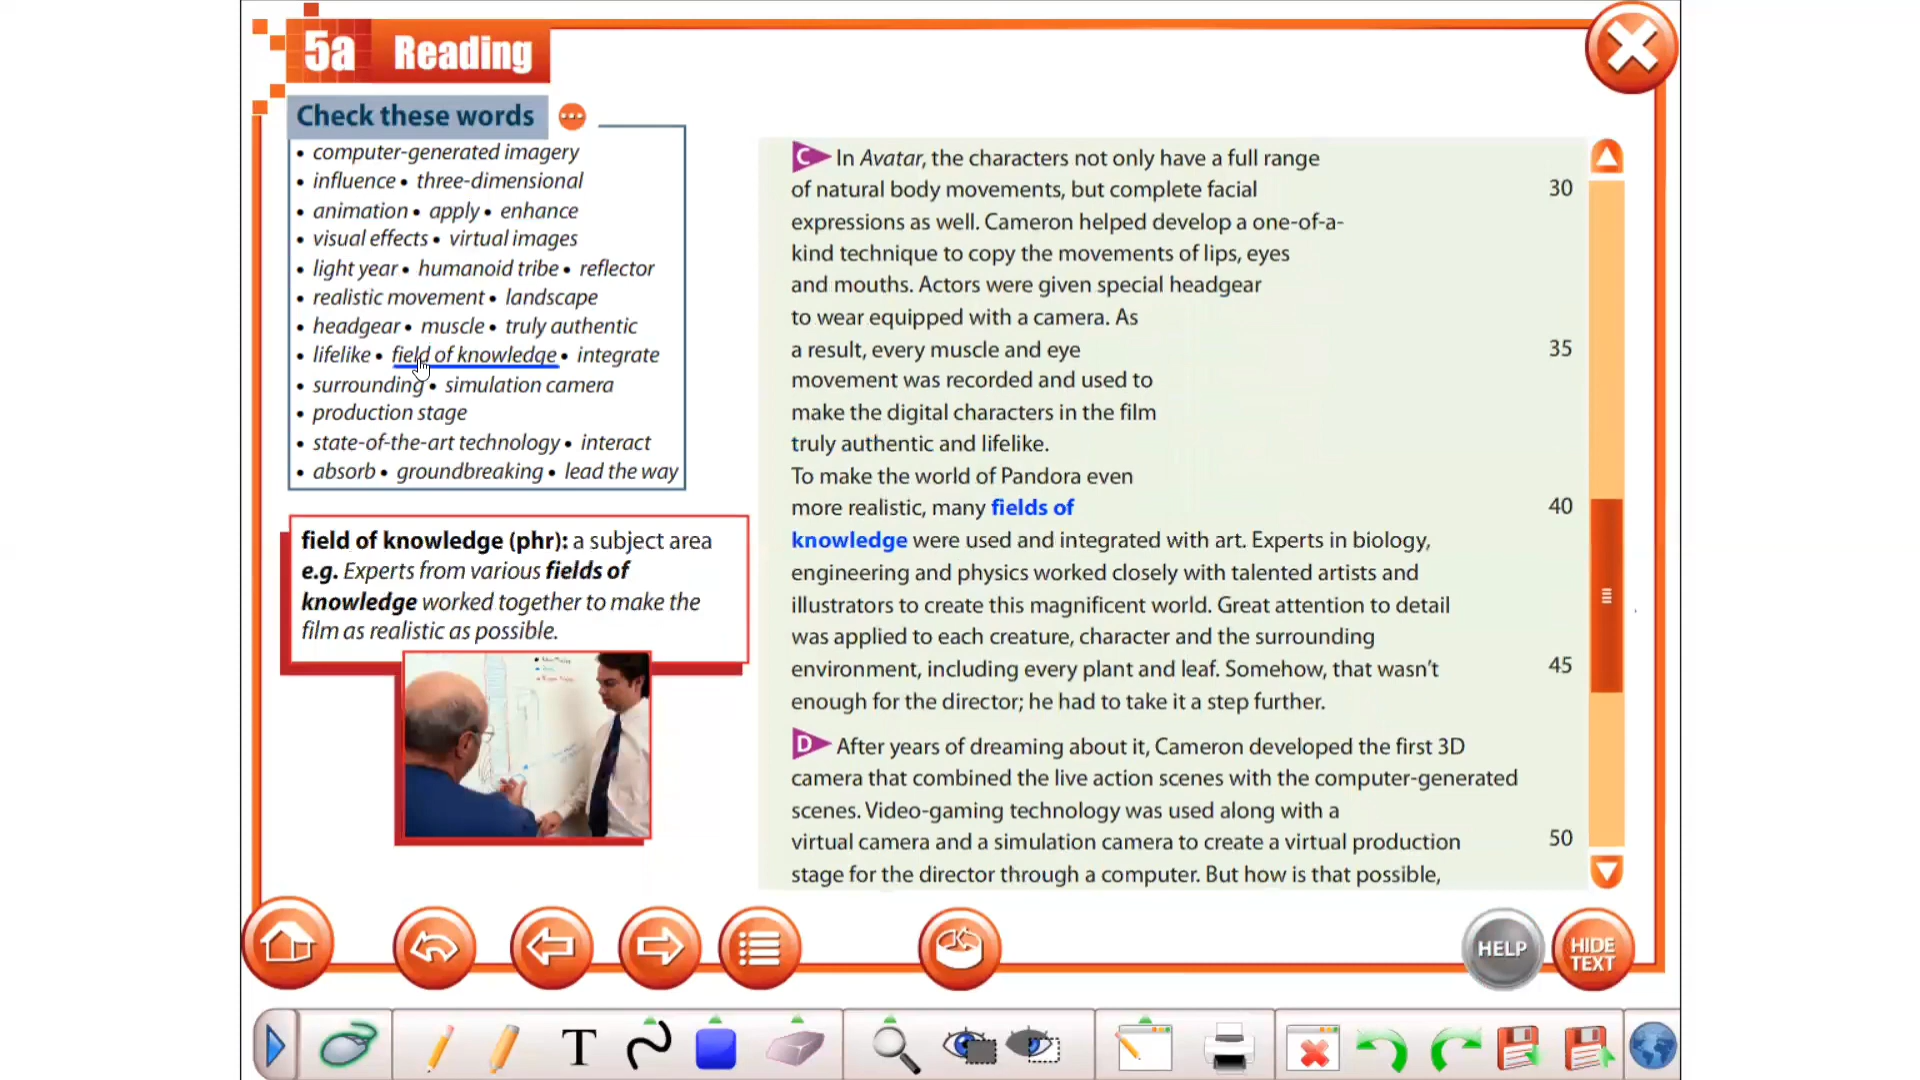 5a Reading
Check these words
• computer-generated imagery
• influence • three-dimensional
• animation • apply • enhance
• visual effects • virtual images
• light year • humanoid tribe • reflector
• realistic movement • landscape
• headgear • muscle • truly authentic
• lifelike • field of knowledge • integrate
• surrounding • simulation camera
• production stage
• state-of-the-art technology • interact
• absorb • groundbreaking • lead the way
field of knowledge (phr): a subject area
e.g. Experts from various fields of
knowledge worked together to make the
film as realistic as possible.
C In Avatar, the characters not only have a full range
of natural body movements, but complete facial 30
expressions as well. Cameron helped develop a one-of-a-
kind technique to copy the movements of lips, eyes
and mouths. Actors were given special headgear
to wear equipped with a camera. As
a result, every muscle and eye 35
movement was recorded and used to
make the digital characters in the film
truly authentic and lifelike.
To make the world of Pandora even
more realistic, many fields of 40
knowledge were used and integrated with art. Experts in biology,
engineering and physics worked closely with talented artists and
illustrators to create this magnificent world. Great attention to detail
was applied to each creature, character and the surrounding
environment, including every plant and leaf. Somehow, that wasn't 45
enough for the director; he had to take it a step further.
D After years of dreaming about it, Cameron developed the first 3D
camera that combined the live action scenes with the computer-generated
scenes. Video-gaming technology was used along with a
virtual camera and a simulation camera to create a virtual production 50
stage for the director through a computer. But how is that possible,
HELP
HIDE
TEXT
T